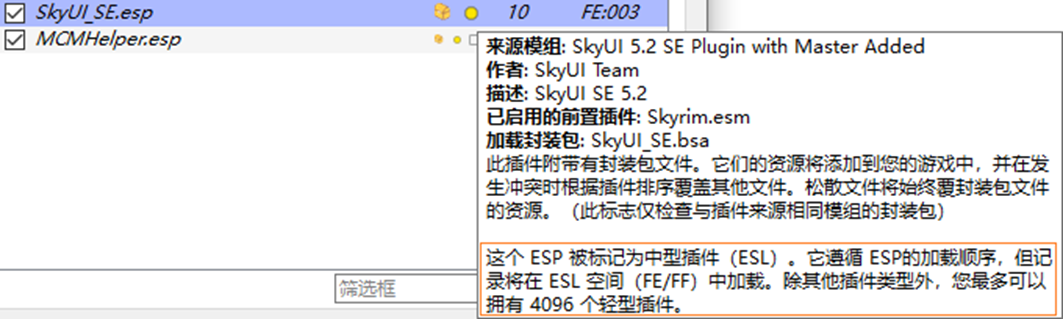 SkyUI_SE.esp 10 FE:003
MCMHelper.esp
来源模组: SkyUI 5.2 SE Plugin with Master Added
作者: SkyUI Team
描述: SkyUI SE 5.2
已启用的前置插件: Skyrim.esm
加载封装包: SkyUI_SE.bsa
此插件附带有封装包文件。它们的资源将添加到您的游戏中，并在发
生冲突时根据插件排序覆盖其他文件。松散文件将始终覆封装包文件
的资源。（此标志仅检查与插件来源相同模组的封装包）
这个 ESP 被标记为中型插件（ESL）。它遵循 ESP的加载顺序，但记
录将在 ESL 空间（FE/FF）中加载。除其他插件类型外，您最多可以
拥有 4096 个轻型插件。
筛选框